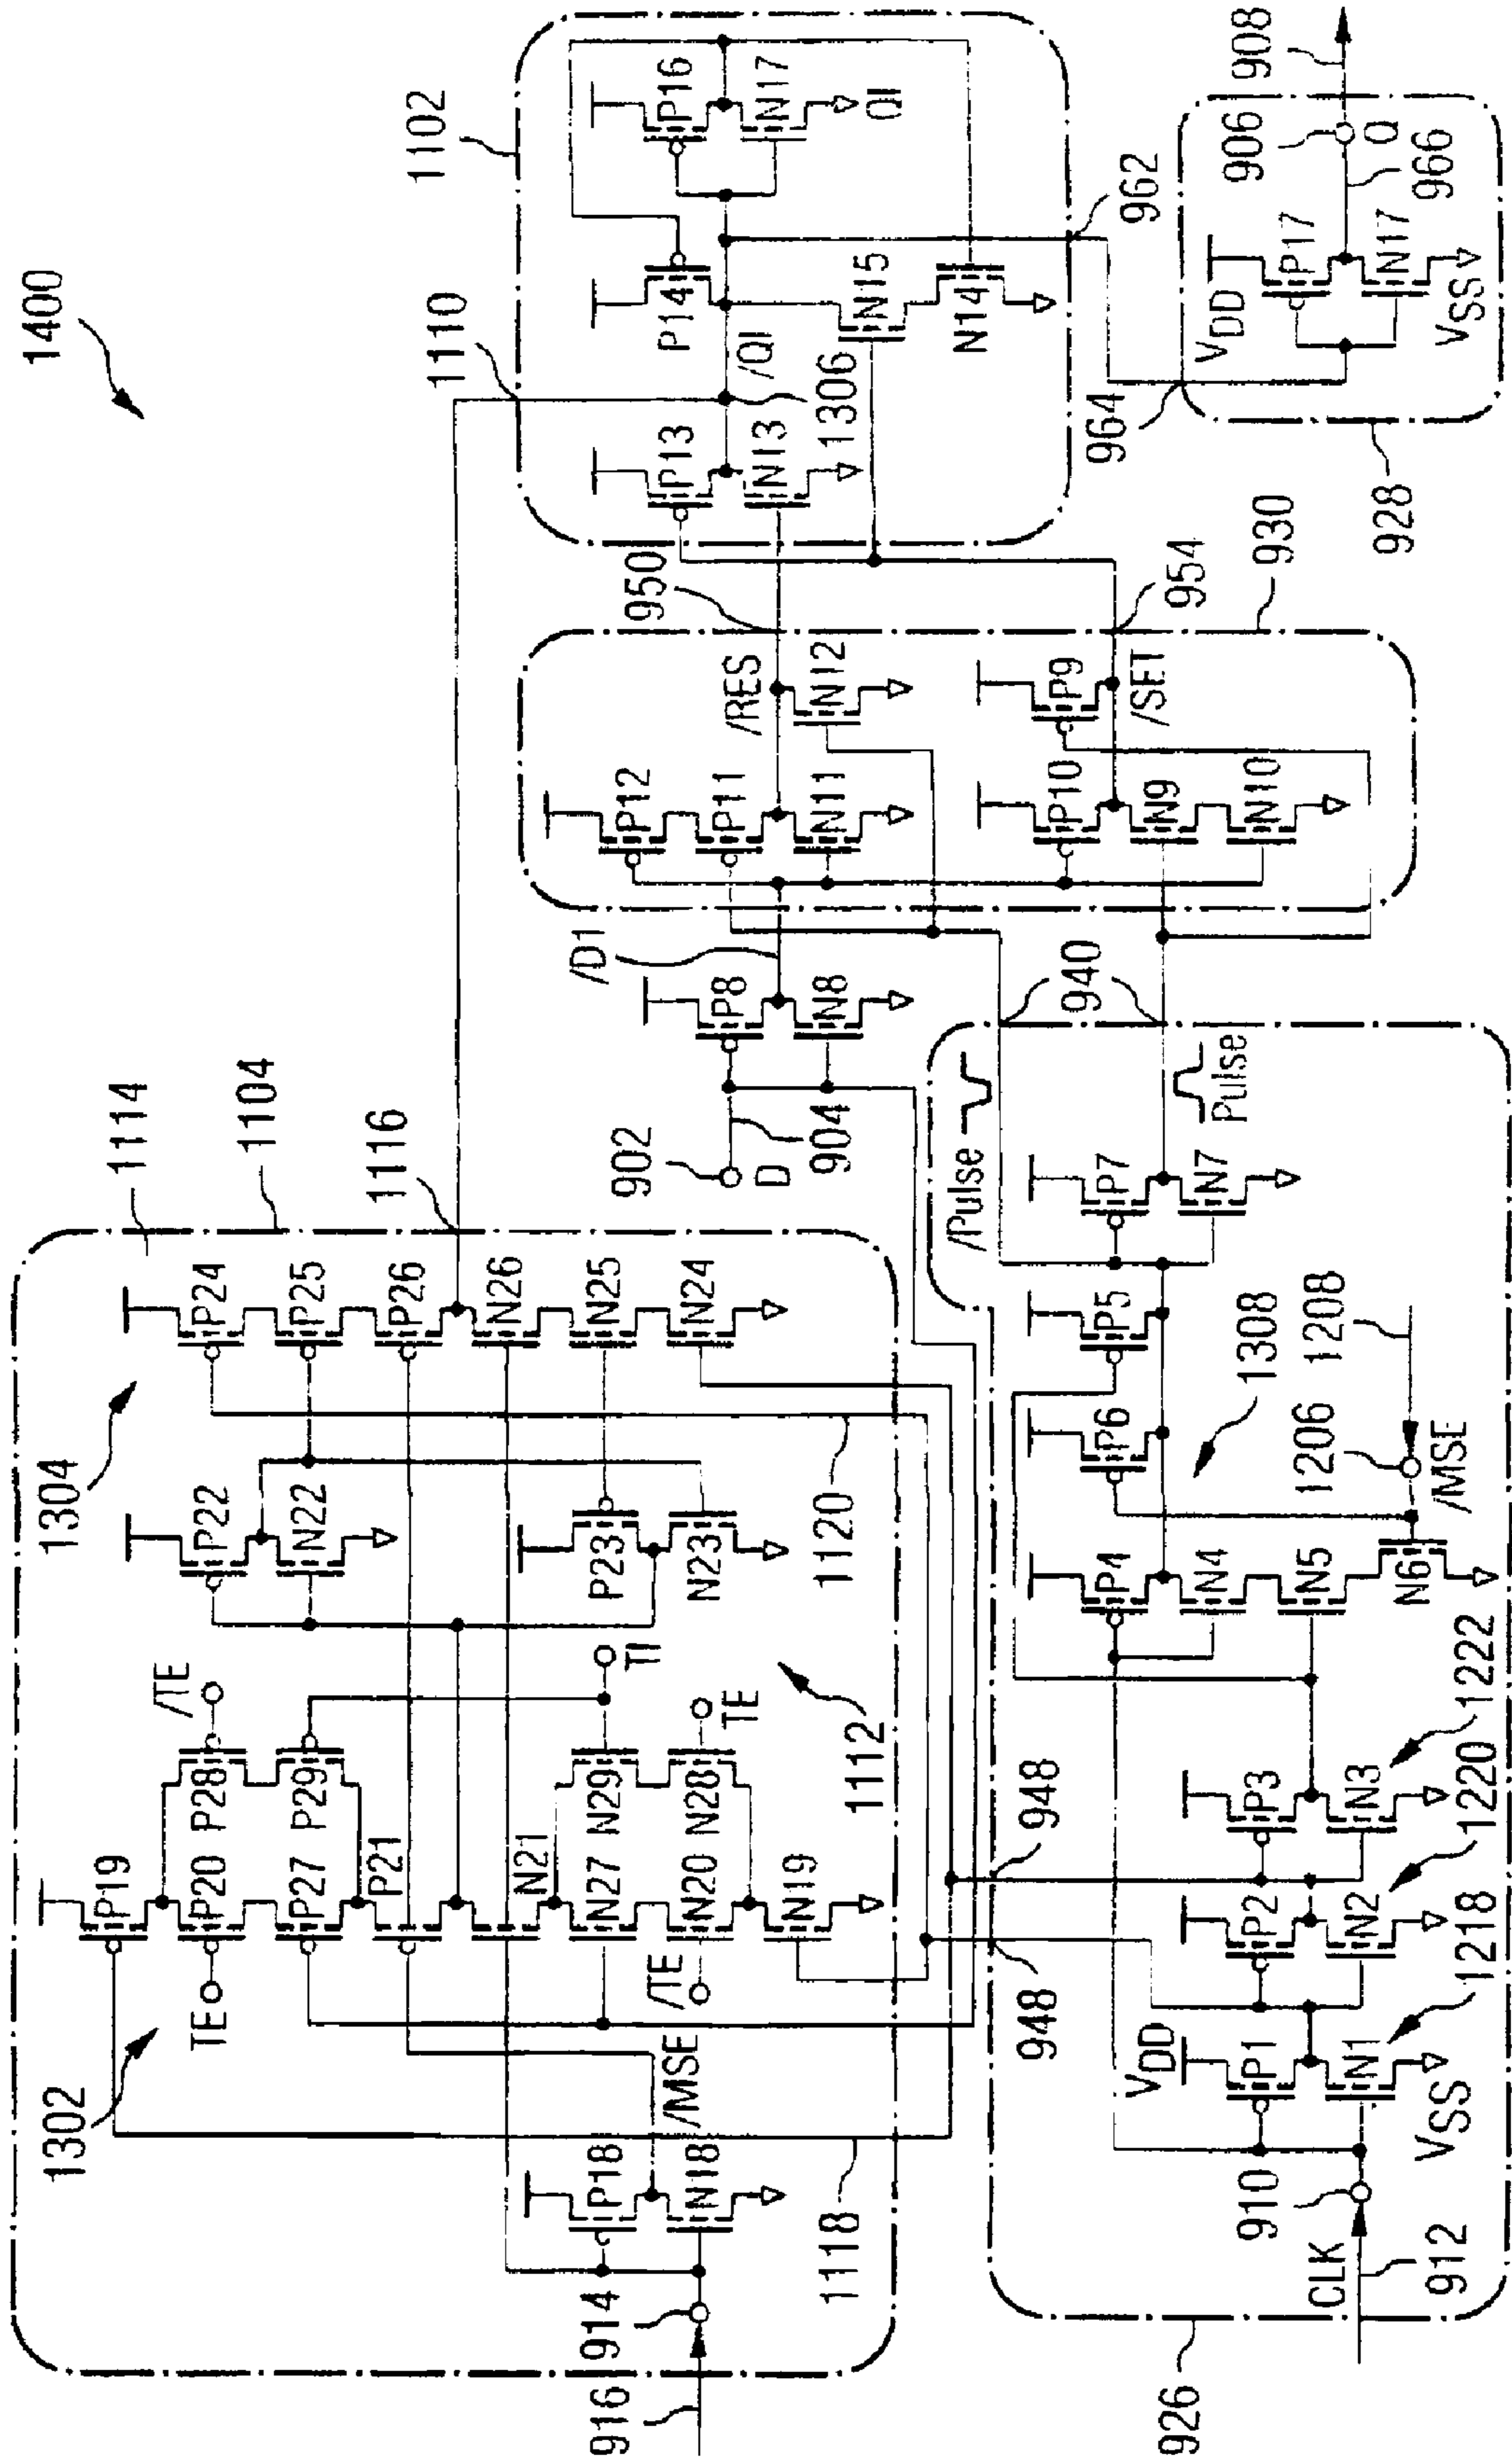 1400
1114
1104
1116
1304
1302
1112
1120
1118
916
914
/MSE
P18
N18
P19
P20
P27
P21
N21
N27
N20
N19
P28
P29
N29
N28
TE
/TE
/TE
TE
TI
P22
N22
P23
N23
P24
P25
P26
N26
N25
N24
902
D
904
/D1
P8
N8
930
950
954
/RES
/SET
P12
P11
N11
N12
P10
P9
N9
N10
1102
1110
1306
962
/QI
QI
P13
N13
P14
N15
N14
P16
N17
964
928
VDD
VSS
P17
N17
906
Q
966
908
926
CLK
912
910
VDD
VSS
P1
N1
P2
N2
P3
N3
1218
1220
1222
948
948
P4
N4
N5
N6
P6
P5
P7
N7
1308
1206
/MSE
1208
/Pulse
Pulse
940